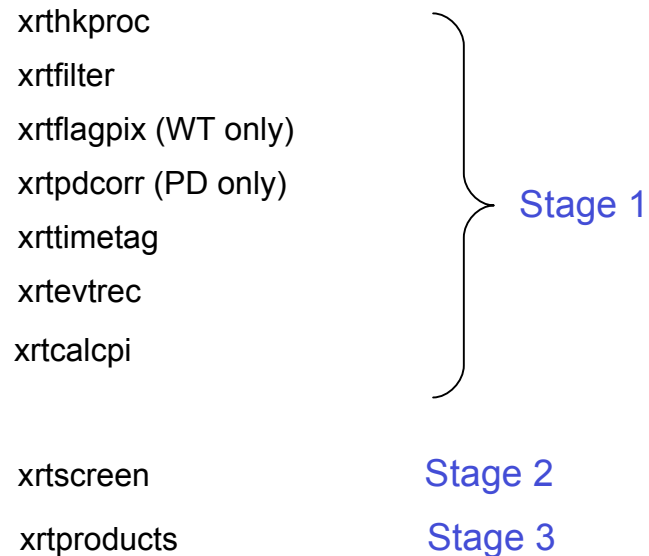 xrthkproc
xrtfilter
xrtflagpix (WT only)
xrtpdcorr (PD only)
xrttimetag
xrtevtrec
xrtcalcpi
Stage 1
xrtscreen Stage 2
xrtproducts Stage 3